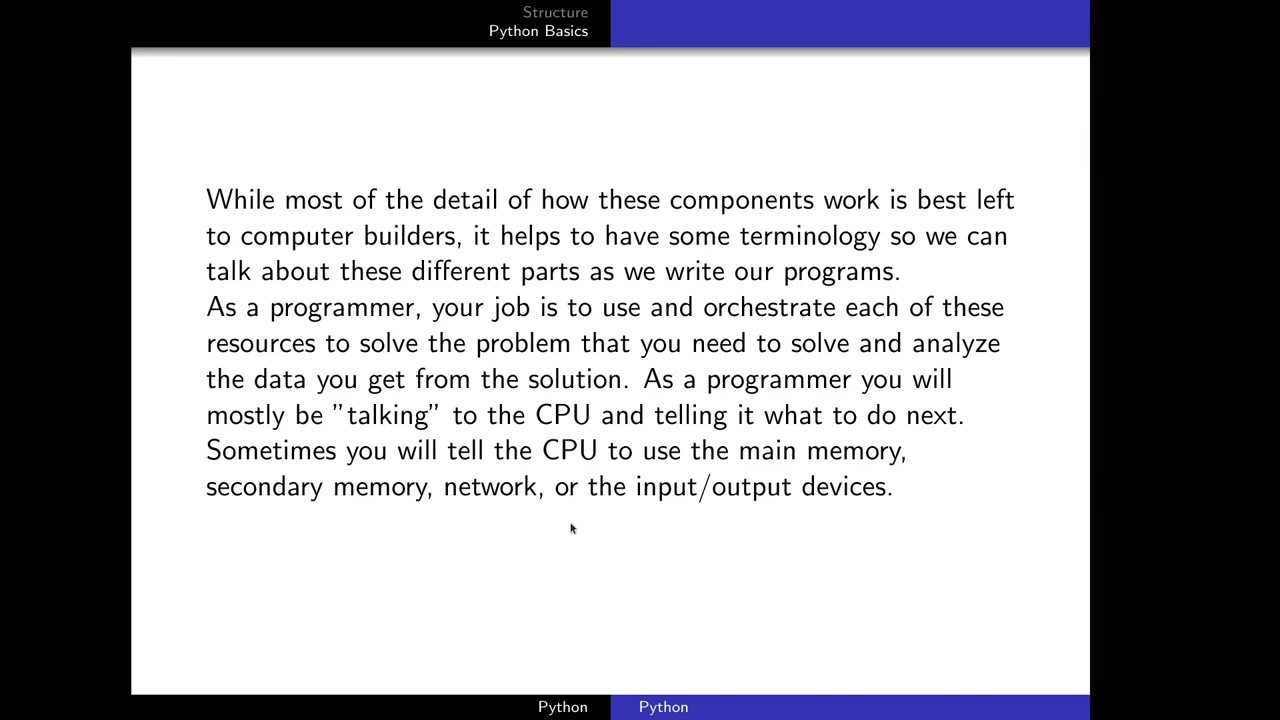 Structure
Python Basics
While most of the detail of how these components work is best left
to computer builders, it helps to have some terminology so we can
talk about these different parts as we write our programs.
As a programmer, your job is to use and orchestrate each of these
resources to solve the problem that you need to solve and analyze
the data you get from the solution. As a programmer you will
mostly be ”talking” to the CPU and telling it what to do next.
Sometimes you will tell the CPU to use the main memory,
secondary memory, network, or the input/output devices.
Python Python